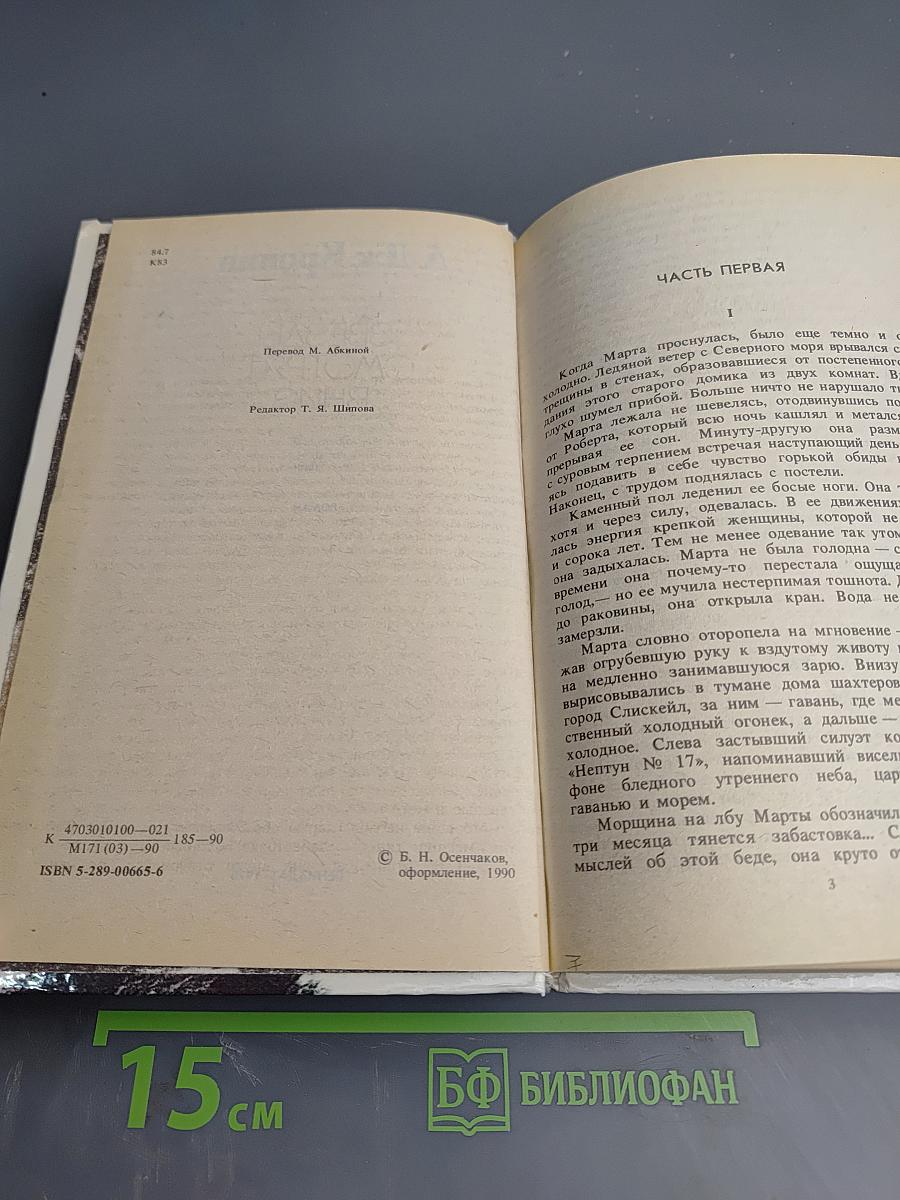 84.7
К83
Перевод М. Абкиной
Редактор Т. Я. Шипова
К 4703010100—021 185—90
М171(03)—90
ISBN 5-289-00665-6
© Б. Н. Осенчаков,
оформление, 1990
ЧАСТЬ ПЕРВАЯ
I
Когда Марта проснулась, было еще темно и
холодно. Ледяной ветер с Северного моря врывался
трещины в стенах, образовавшиеся от постепенного
дания этого старого домика из двух комнат.
глухо шумел прибой. Больше ничто не нарушало
Марта лежала не шевелясь, отодвинувшись
от Роберта, который всю ночь кашлял и метался
прерывая ее сон. Минуту-другую она
с суровым терпением встречая наступающий день
ясь подавить в себе чувство горькой обиды
Наконец, с трудом поднялась с постели.
Каменный пол леденил ее босые ноги. Она
хотя и через силу, одевалась. В ее движениях
лась энергия крепкой женщины, которой не
и сорока лет. Тем не менее одевание так
она задыхалась. Марта не была голодна —
времени она почему-то перестала
голод,— но ее мучила нестерпимая тошнота.
до раковины, она открыла кран. Вода не
замерзли.
Марта словно оторопела на мгновение
жав огрубевшую руку к вздутому животу
на медленно занимавшуюся зарю. Внизу
вырисовывались в тумане дома шахтеров
город Слискейл, за ним — гавань, где
ственный холодный огонек, а дальше —
холодное. Слева застывший силуэт
«Нептун № 17», напоминавший
фоне бледного утреннего неба,
гаванью и морем.
Морщина на лбу Марты
три месяца тянется забастовка...
мыслей об этой беде, она круто
3
15 см
БФ БИБЛИОФАН